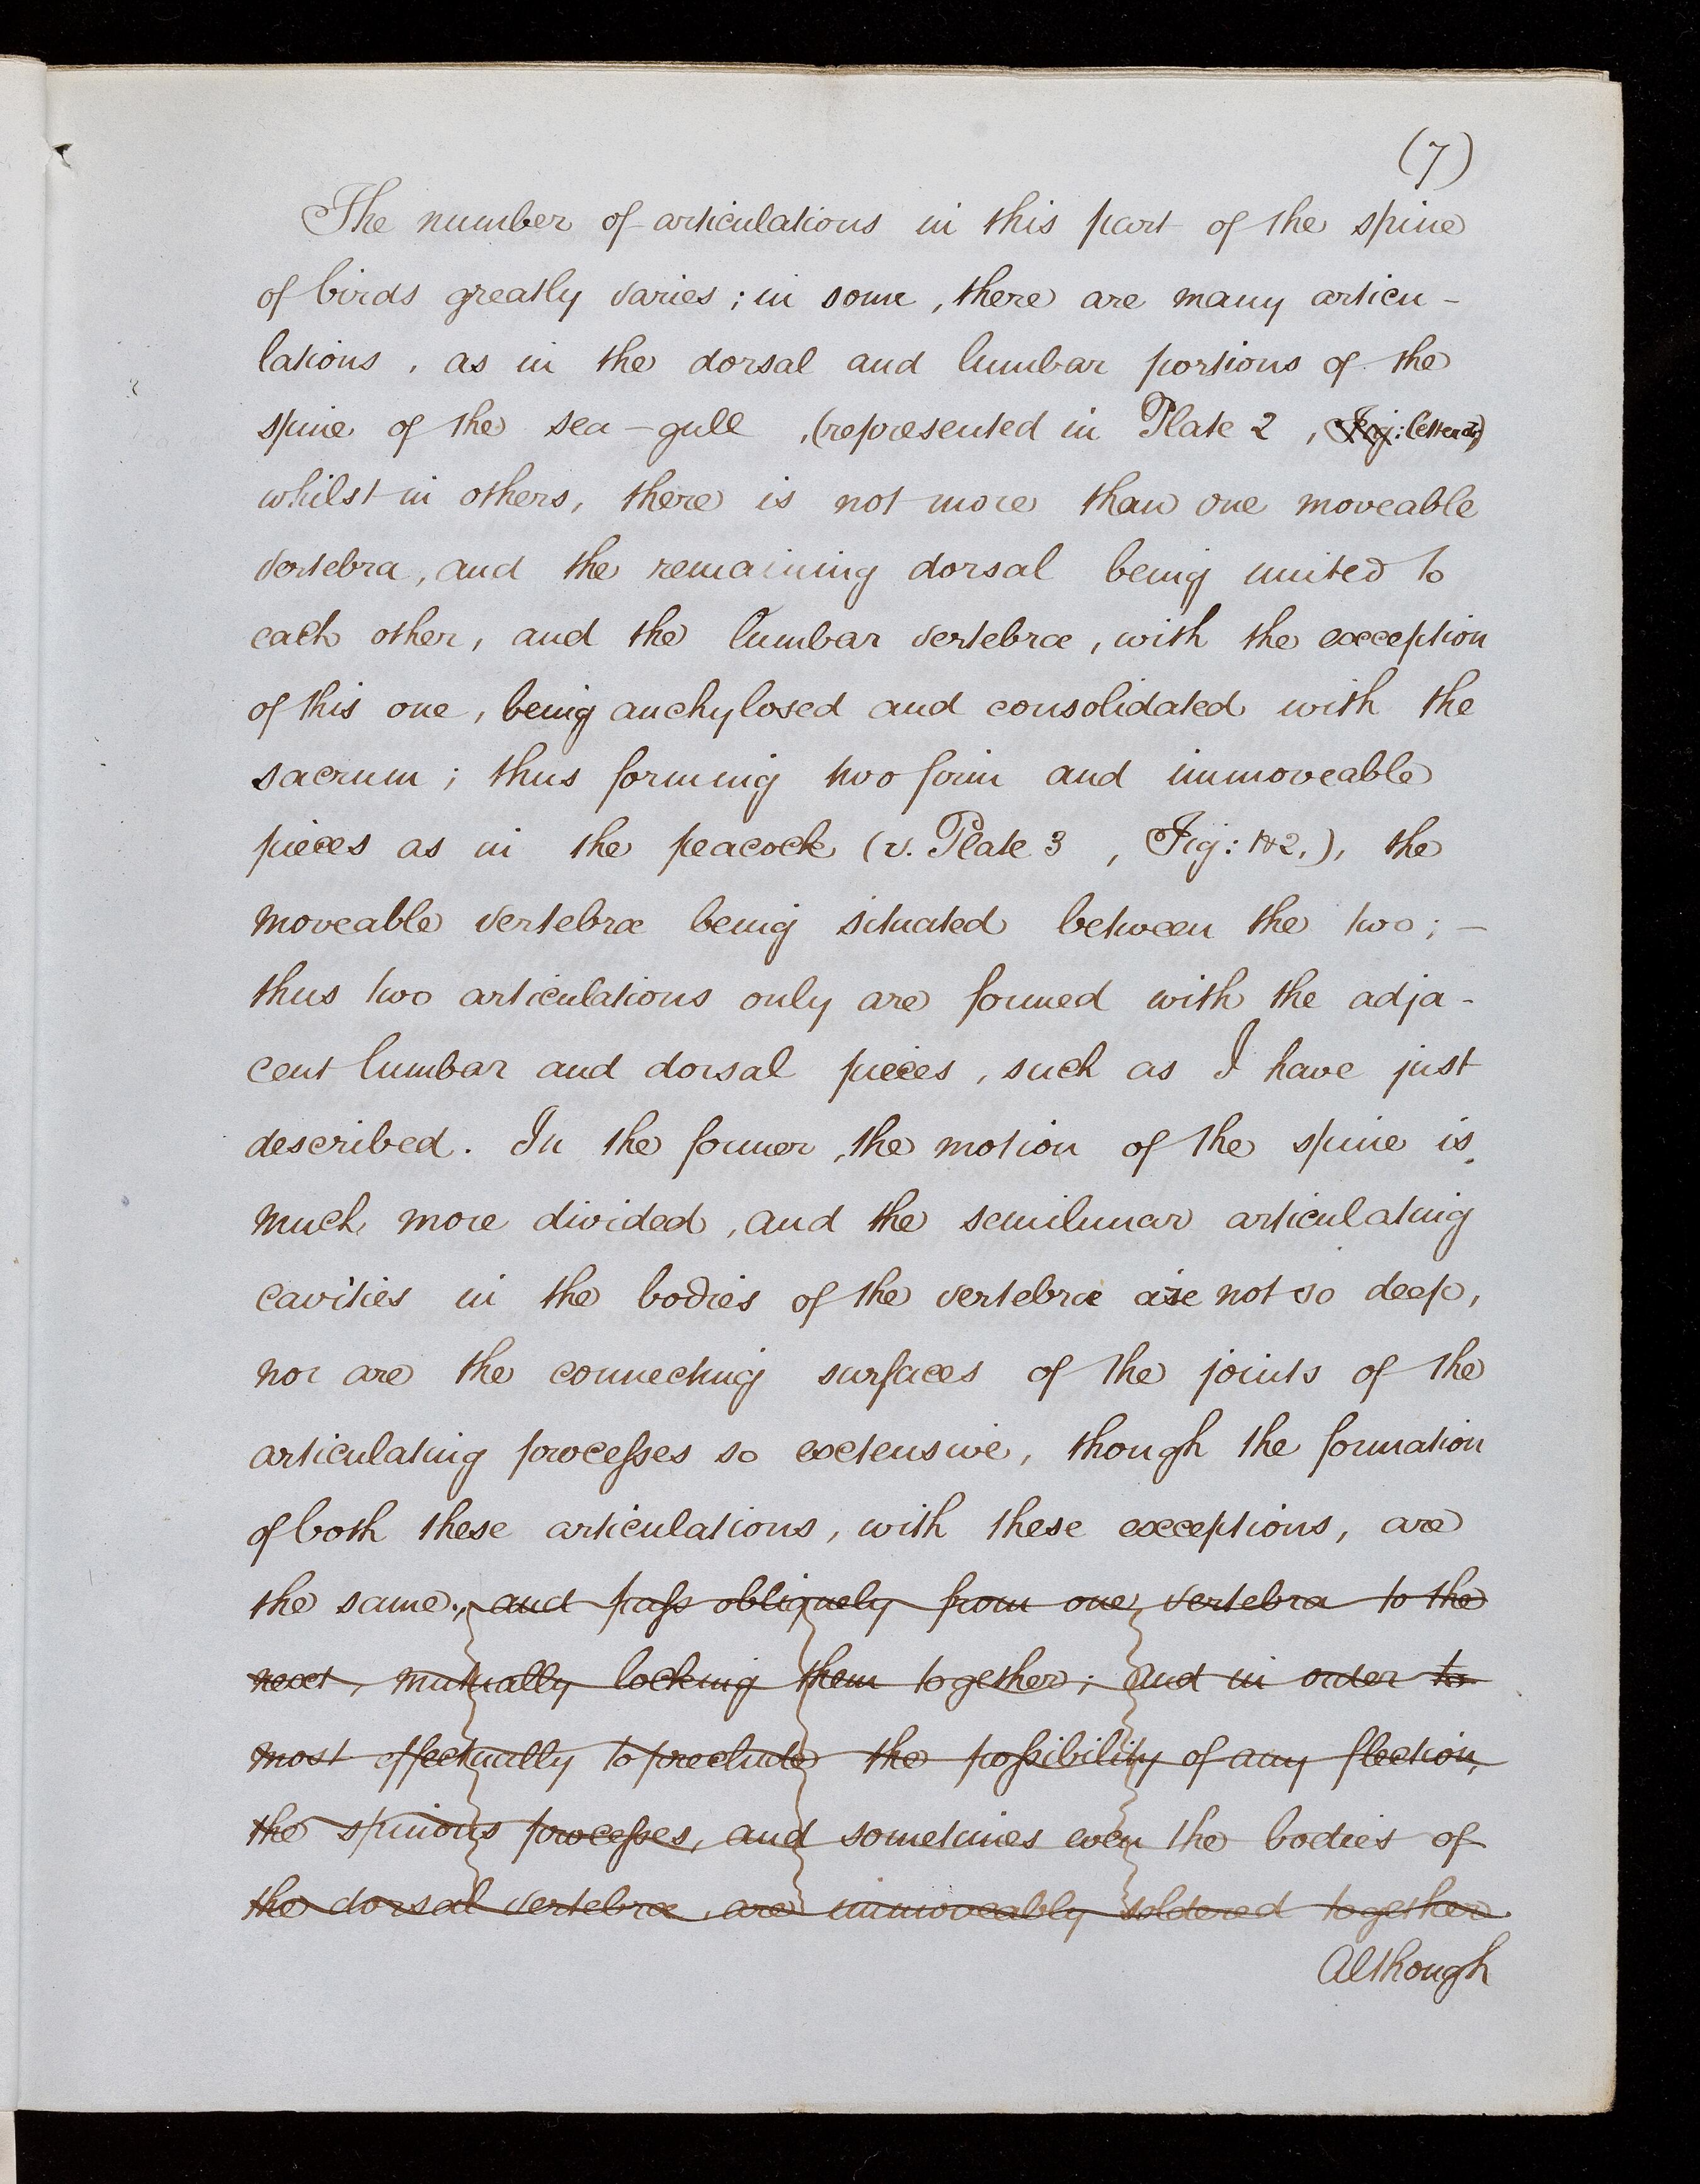 (7)
The number of articulations in this part of the spine
of birds greatly varies; in some, there are many articu-
lations, as in the dorsal and lumbar portions of the
spine of the sea-gull, (represented in Plate 2, Fig: letter
whilst in others, there is not more than one moveable
vertebra, and the remaining dorsal being united to
each other, and the lumbar vertebræ, with the exception
of this one, being anchylosed and consolidated with the
sacrum; thus forming two firm and immoveable
pieces as in the peacock (v. Plate 3, Fig: 1&2,), the
moveable vertebræ being situated between the two; -
thus two articulations only are formed with the adja-
cent lumbar and dorsal pieces, such as I have just
described. In the former, the motion of the spine is
much more divided, and the semilunar articulating
cavities in the bodies of the vertebræ are not so deep,
nor are the connecting surfaces of the joints of the
articulating processes so extensive, though the formation
of both these articulations, with these exceptions, are
the same., and pass obliquely from one vertebra to the
next, mutually locking them together; and in order to
most effectually to preclude the possibility of any flection,
the spinous processes, and sometimes even the bodies of
the dorsal vertebræ, are immoveably soldered together.
Although